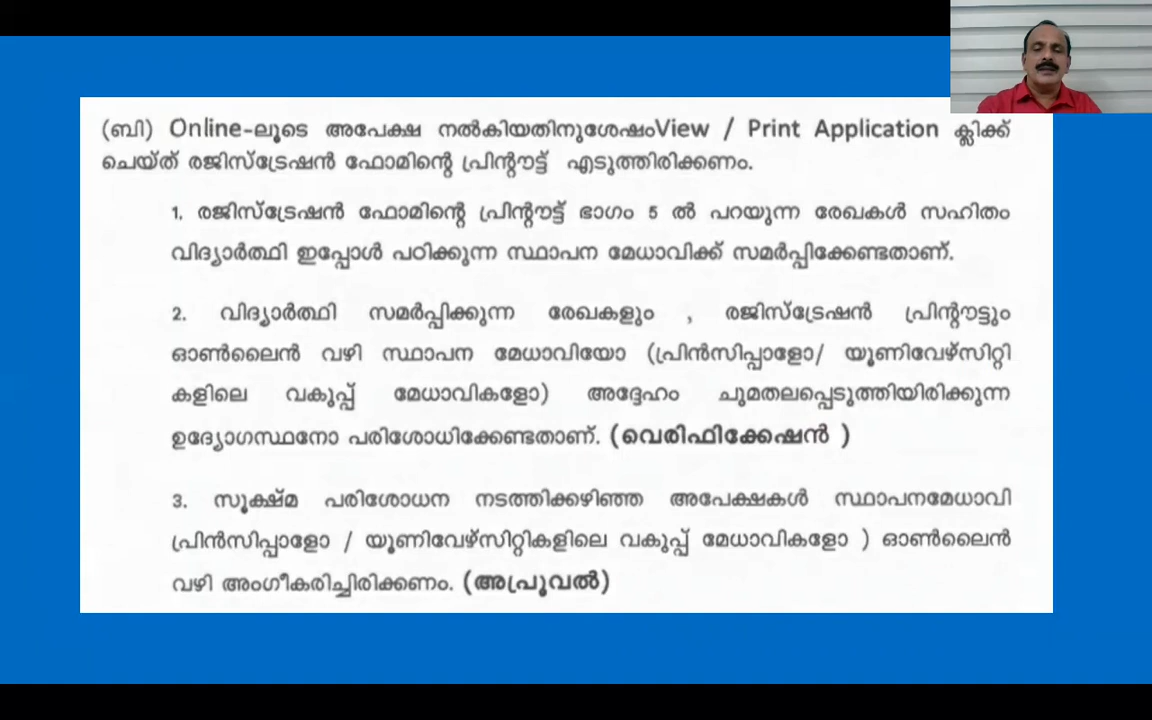 (ബി) Online-ലൂടെ അപേക്ഷ നൽകിയതിനുശേഷംView / Print Application ക്ലിക്ക്
ചെയ്ത് രജിസ്ട്രേഷൻ ഫോമിന്റെ പ്രിന്റൗട്ട് എടുത്തിരിക്കണം.
1. രജിസ്ട്രേഷൻ ഫോമിന്റെ പ്രിന്റൗട്ട് ഭാഗം 5 ൽ പറയുന്ന രേഖകൾ സഹിതം
വിദ്യാർത്ഥി ഇപ്പോൾ പഠിക്കുന്ന സ്ഥാപന മേധാവിക്ക് സമർപ്പിക്കേണ്ടതാണ്.
2. വിദ്യാർത്ഥി സമർപ്പിക്കുന്ന രേഖകളും , രജിസ്ട്രേഷൻ പ്രിന്റൗട്ടും
ഓൺലൈൻ വഴി സ്ഥാപന മേധാവിയോ (പ്രിൻസിപ്പാളോ/ യൂണിവേഴ്സിറ്റി
കളിലെ വകുപ്പ് മേധാവികളോ) അദ്ദേഹം ചുമതലപ്പെടുത്തിയിരിക്കുന്ന
ഉദ്യോഗസ്ഥനോ പരിശോധിക്കേണ്ടതാണ്. (വെരിഫിക്കേഷൻ )
3. സൂക്ഷ്മ പരിശോധന നടത്തിക്കഴിഞ്ഞ അപേക്ഷകൾ സ്ഥാപനമേധാവി
പ്രിൻസിപ്പാളോ / യൂണിവേഴ്സിറ്റികളിലെ വകുപ്പ് മേധാവികളോ ) ഓൺലൈൻ
വഴി അംഗീകരിച്ചിരിക്കണം. (അപ്രൂവൽ)